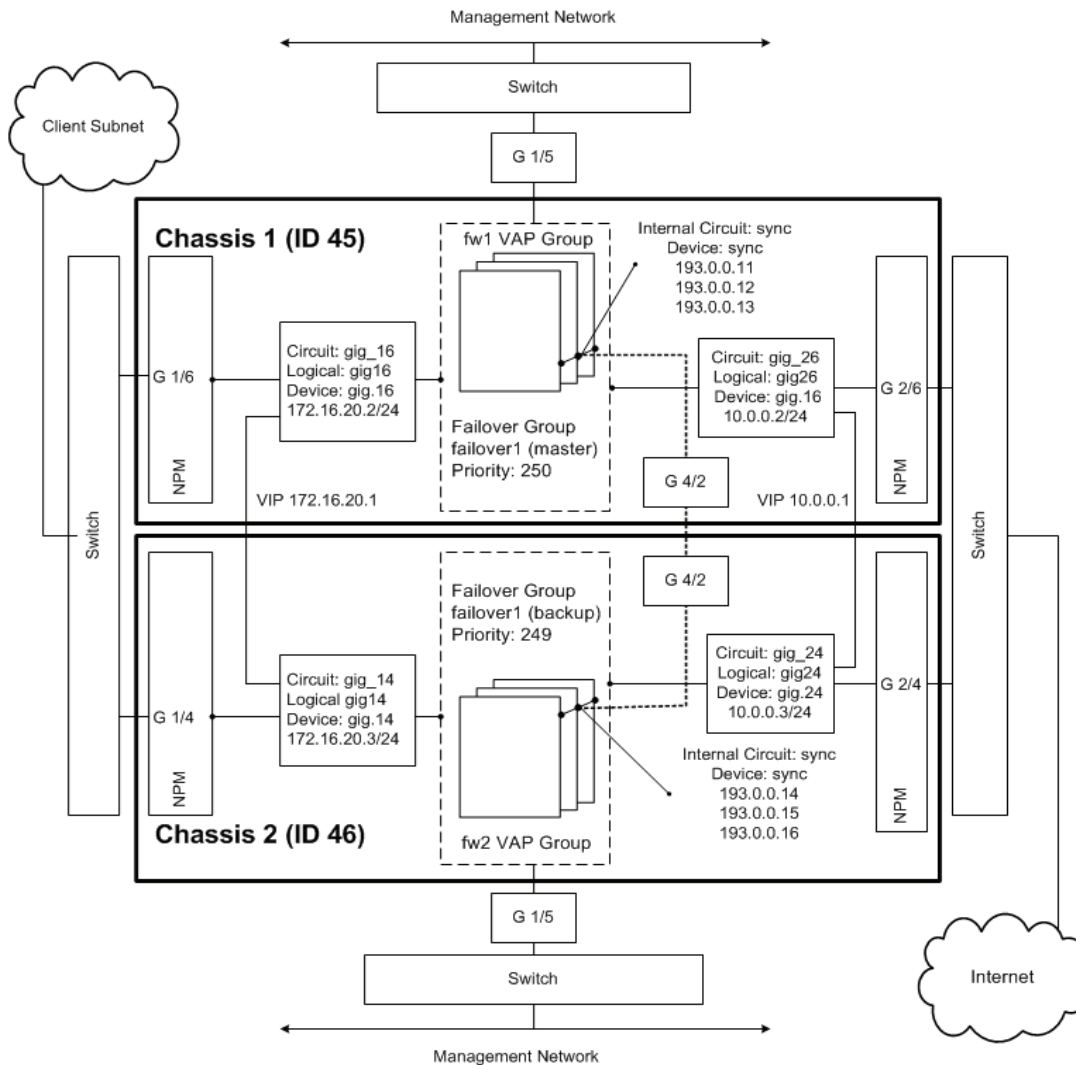 Management Network
Switch
Client Subnet
G 1/5
Chassis 1 (ID 45)
fw1 VAP Group
Internal Circuit: sync
Device: sync
193.0.0.11
193.0.0.12
193.0.0.13
Switch
G 1/6
NPM
Circuit: gig_16
Logical: gig16
Device: gig.16
172.16.20.2/24
Failover Group
failover1 (master)
Priority: 250
Circuit: gig_26
Logical: gig26
Device: gig.16
10.0.0.2/24
G 2/6
NPM
Switch
VIP 172.16.20.1
G 4/2
VIP 10.0.0.1
G 4/2
Failover Group
failover1 (backup)
Priority: 249
G 1/4
NPM
Circuit: gig_14
Logical gig14
Device: gig.14
172.16.20.3/24
Circuit: gig_24
Logical: gig24
Device: gig.24
10.0.0.3/24
G 2/4
NPM
Internal Circuit: sync
Device: sync
193.0.0.14
193.0.0.15
193.0.0.16
Chassis 2 (ID 46)
fw2 VAP Group
G 1/5
Switch
Internet
Management Network